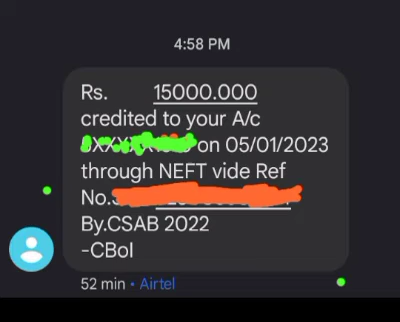 4:58 PM
Rs. 15000.000
credited to your A/c
on 05/01/2023
through NEFT vide Ref
By.CSAB 2022
-CBoI
52 min • Airtel